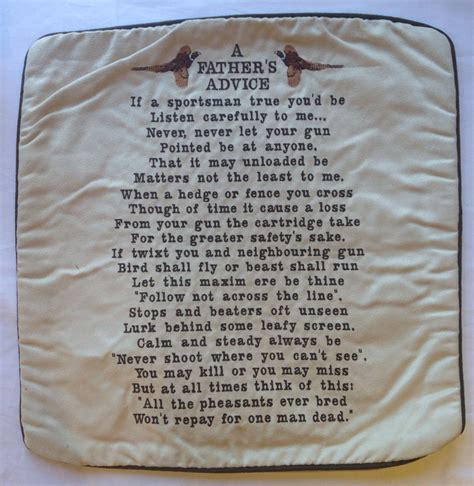 A
FATHER'S
ADVICE
If a sportsman true you'd be
Listen carefully to me...
Never, never let your gun
Pointed be at anyone.
That it may unloaded be
Matters not the least to me.
When a hedge or fence you cross
Though of time it cause a loss
From your gun the cartridge take
For the greater safety's sake.
If twixt you and neighbouring gun
Bird shall fly or beast shall run
Let this maxim ere be thine
"Follow not across the line".
Stops and beaters oft unseen
Lurk behind some leafy screen.
Calm and steady always be
"Never shoot where you can't see".
You may kill or you may miss
But at all times think of this:
"All the pheasants ever bred
Won't repay for one man dead."